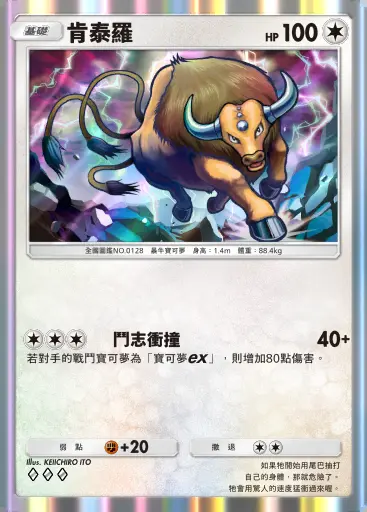 基礎 肯泰羅 HP 100
全國圖鑑NO.0128 暴牛寶可夢 身高：1.4m 體重：88.4kg
鬥志衝撞 40+
若對手的戰鬥寶可夢為「寶可夢ex」，則增加80點傷害。
弱點 +20 撤退
Illus. KEIICHIRO ITO
如果牠開始用尾巴抽打
自己的身體，那就危險了。
牠會用驚人的速度猛衝過來喔。